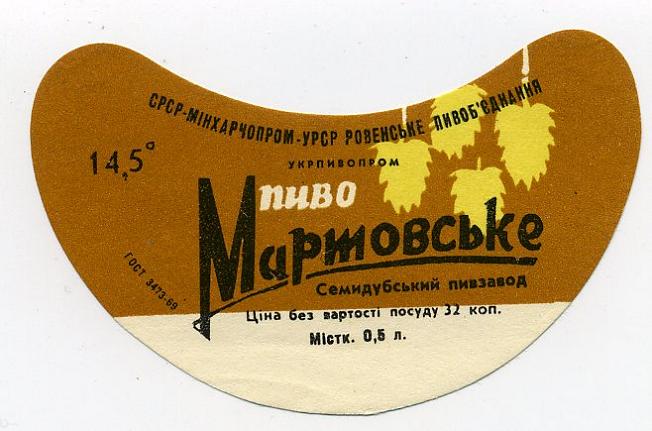 СРСР-МІНХАРЧОПРОМ-УРСР РОВЕНСЬКЕ ПИВОБ'ЄДНАННЯ
УКРПИВОПРОМ
14,5°
пиво
Мартовське
Семидубський пивзавод
ГОСТ 3473-69
Ціна без вартості посуду 32 коп.
Містк. 0,5 л.